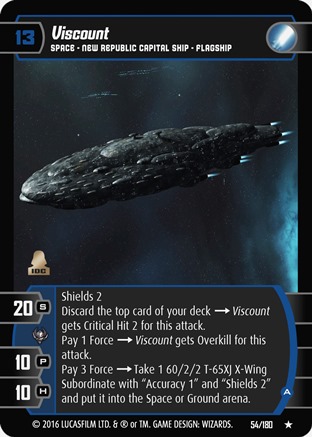 13
Viscount
SPACE - NEW REPUBLIC CAPITAL SHIP - FLAGSHIP
IDC
20 S
10 P
10 H
Shields 2
Discard the top card of your deck → Viscount
gets Critical Hit 2 for this attack.
Pay 1 Force → Viscount gets Overkill for this
attack.
Pay 3 Force → Take 1 60/2/2 T-65XJ X-Wing
Subordinate with "Accuracy 1" and "Shields 2"
and put it into the Space or Ground arena.
A
© 2016 LUCASFILM LTD. & ® or TM. GAME DESIGN: WIZARDS.
54/180 ★